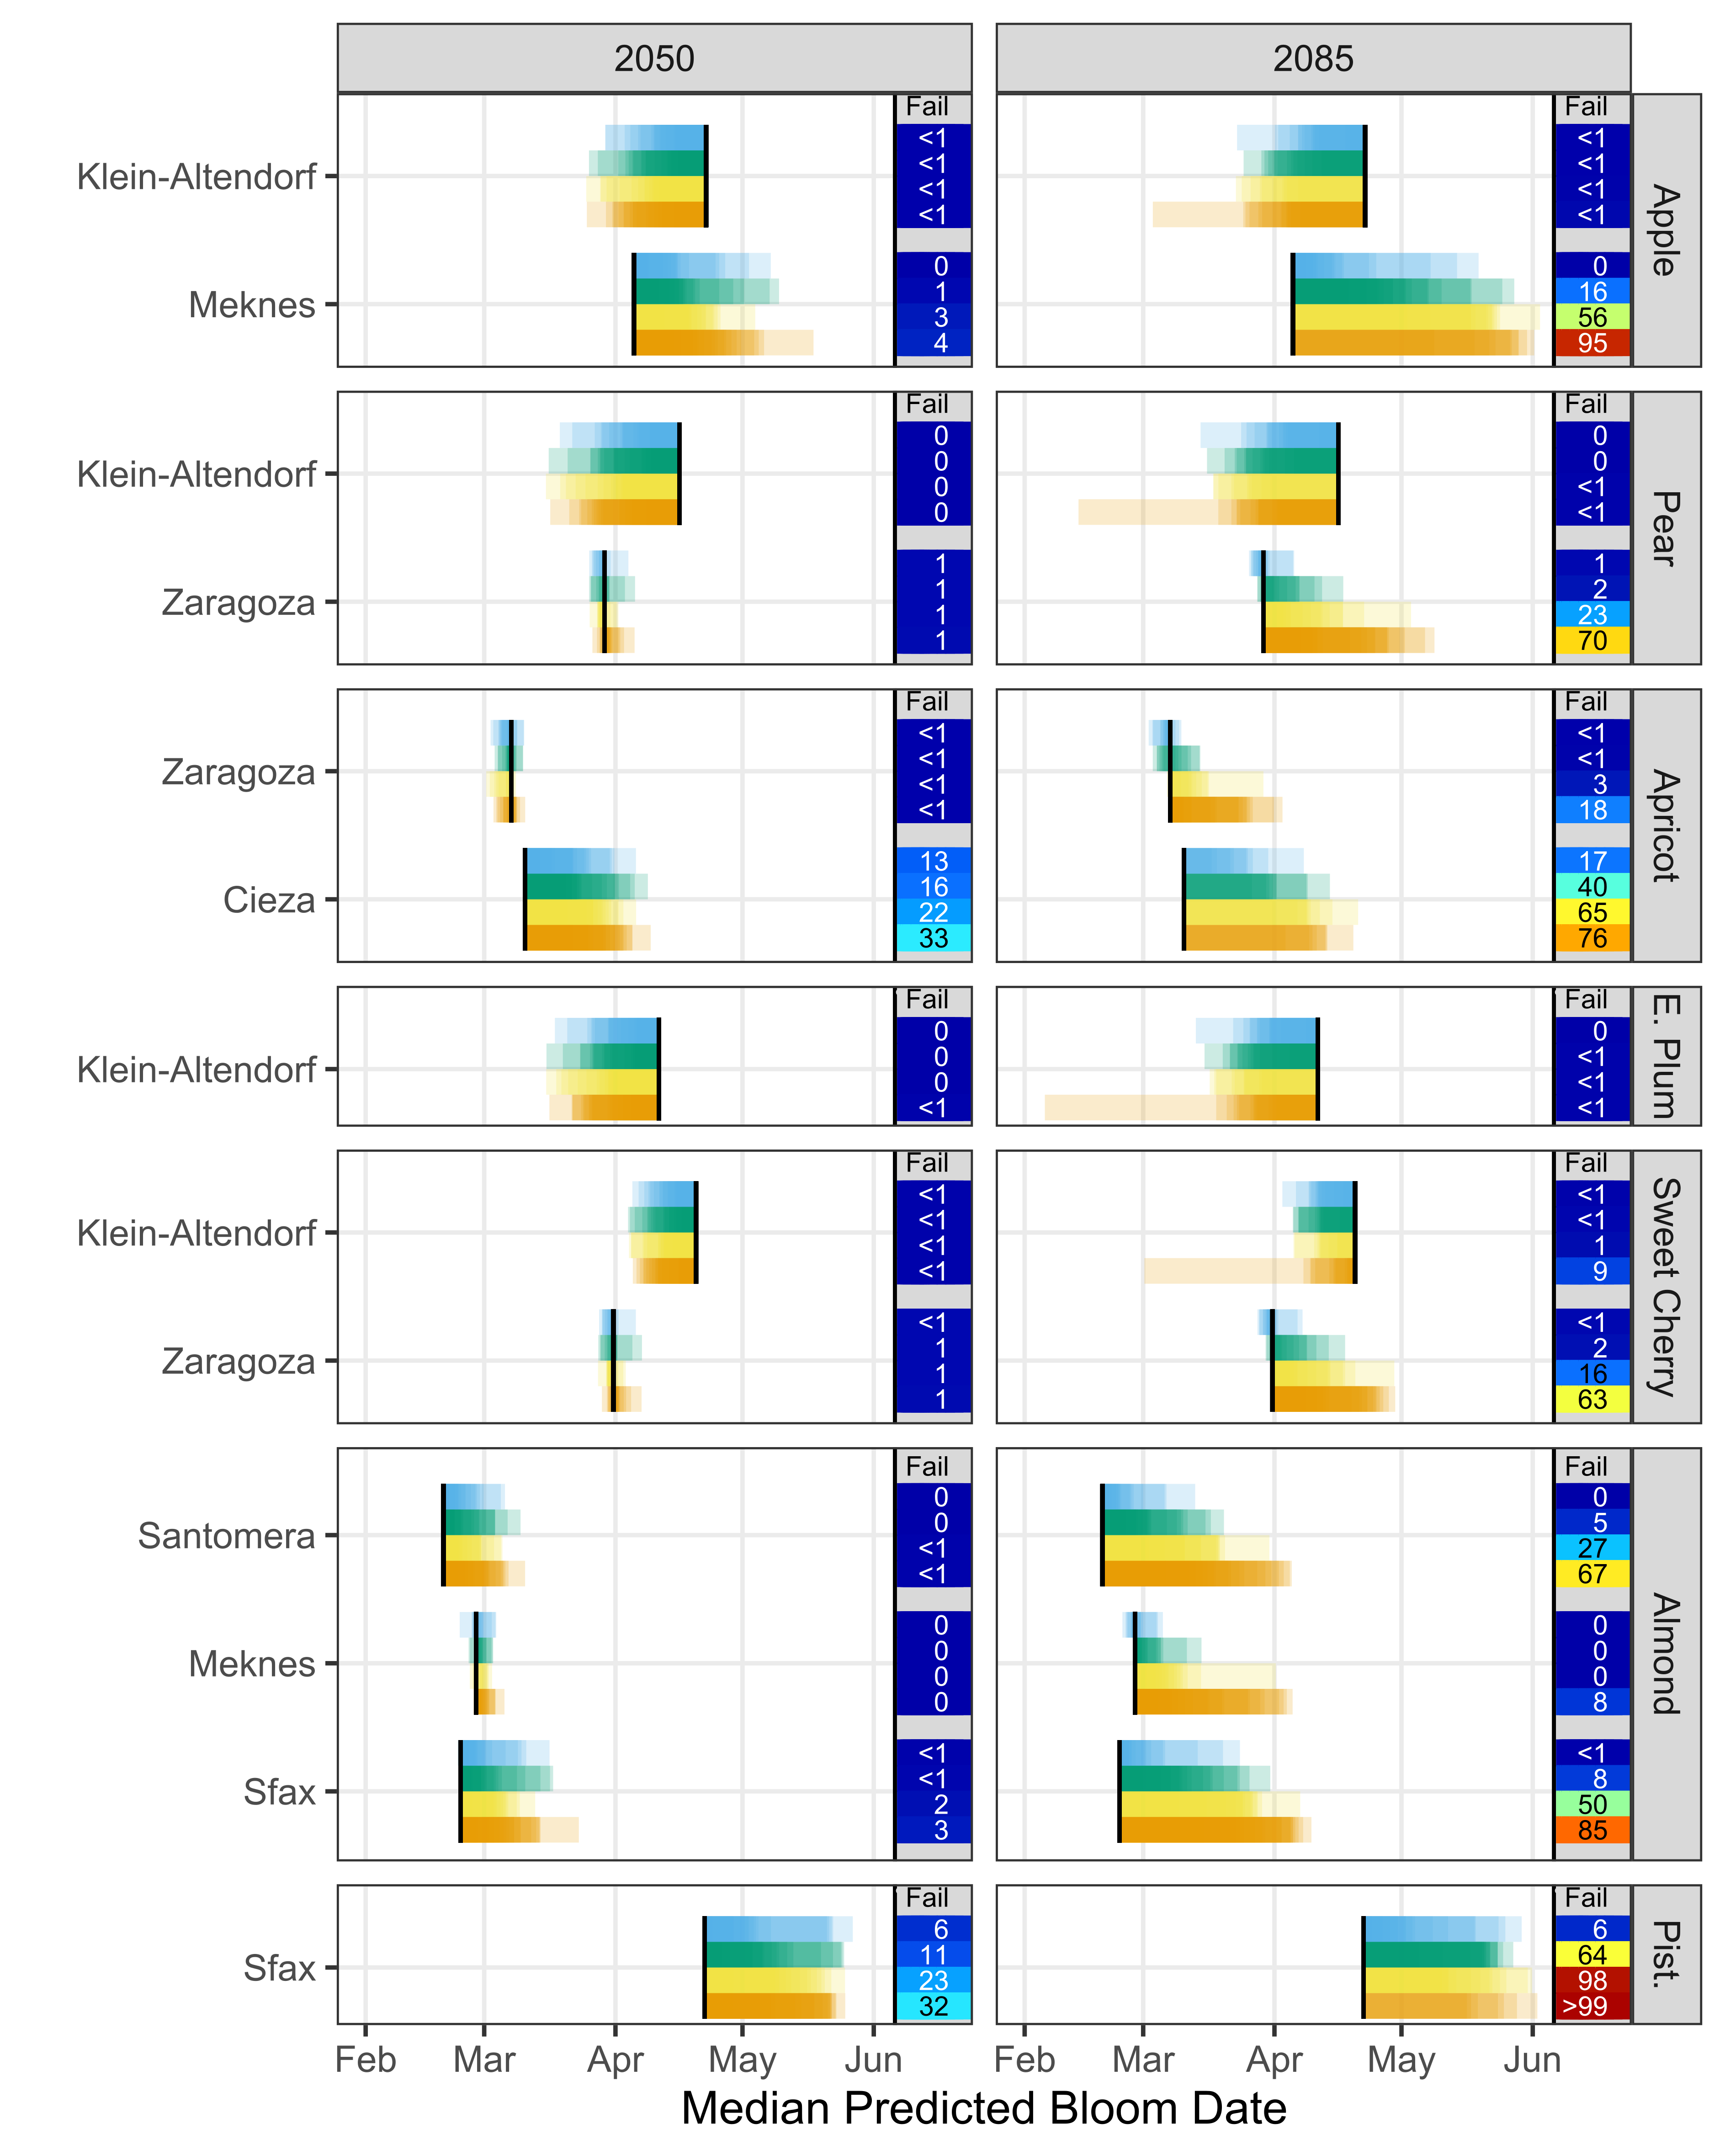 2050 2085
Fail Fail
Klein-Altendorf <1 <1 Apple
<1 <1
<1 <1
<1 <1
Meknes 0 0
1 16
3 56
4 95
Fail Fail
Klein-Altendorf 0 0 Pear
0 0
0 <1
0 <1
Zaragoza 1 1
1 2
1 23
1 70
Fail Fail
Zaragoza <1 <1 Apricot
<1 <1
<1 3
<1 18
Cieza 13 17
16 40
22 65
33 76
Fail Fail
Klein-Altendorf 0 0 E. Plum
0 <1
0 <1
<1 <1
Fail Fail
Klein-Altendorf <1 <1 Sweet Cherry
<1 <1
<1 1
<1 9
Zaragoza <1 <1
1 2
1 16
1 63
Fail Fail
Santomera 0 0 Almond
0 5
<1 27
<1 67
Meknes 0 0
0 0
0 0
0 8
Sfax <1 <1
<1 8
2 50
3 85
Fail Fail
Sfax 6 6 Pist.
11 64
23 98
32 >99
Feb Mar Apr May Jun Feb Mar Apr May Jun
Median Predicted Bloom Date